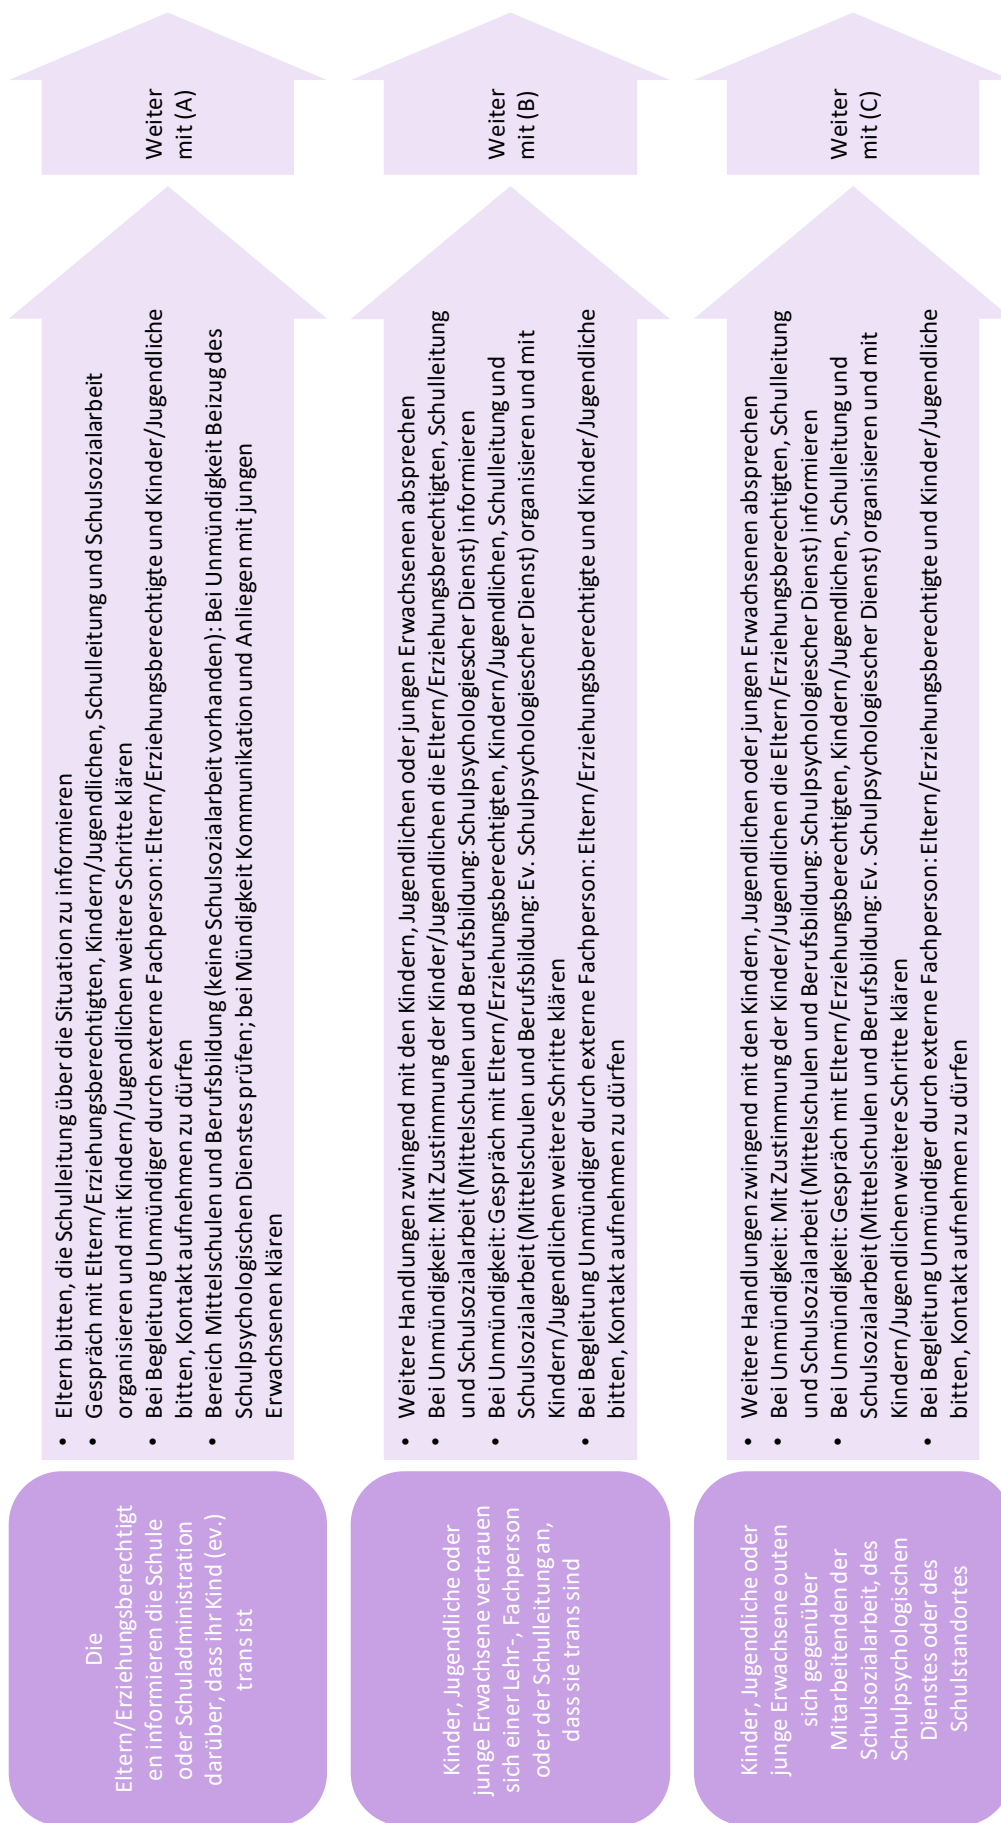 Die
Eltern/Erziehungsberechtigt
en informieren die Schule
oder Schuladministration
darüber, dass ihr Kind (ev.)
trans ist
• Eltern bitten, die Schulleitung über die Situation zu informieren
• Gespräch mit Eltern/Erziehungsberechtigten, Kindern/Jugendlichen, Schulleitung und Schulsozialarbeit
organisieren und mit Kindern/Jugendlichen weitere Schritte klären
• Bei Begleitung Unmündiger durch externe Fachperson: Eltern/Erziehungsberechtigte und Kinder/Jugendliche
bitten, Kontakt aufnehmen zu dürfen
• Bereich Mittelschulen und Berufsbildung (keine Schulsozialarbeit vorhanden): Bei Unmündigkeit Beizug des
Schulpsychologischen Dienstes prüfen; bei Mündigkeit Kommunikation und Anliegen mit jungen
Erwachsenen klären
Weiter
mit (A)
Kinder, Jugendliche oder
junge Erwachsene vertrauen
sich einer Lehr-, Fachperson
oder der Schulleitung an,
dass sie trans sind
• Weitere Handlungen zwingend mit den Kindern, Jugendlichen oder jungen Erwachsenen absprechen
• Bei Unmündigkeit: Mit Zustimmung der Kinder/Jugendlichen die Eltern/Erziehungsberechtigten, Schulleitung
und Schulsozialarbeit (Mittelschulen und Berufsbildung: Schulpsychologiescher Dienst) informieren
• Bei Unmündigkeit: Gespräch mit Eltern/Erziehungsberechtigten, Kindern/Jugendlichen, Schulleitung und
Schulsozialarbeit (Mittelschulen und Berufsbildung: Ev. Schulpsychologiescher Dienst) organisieren und mit
Kindern/Jugendlichen weitere Schritte klären
• Bei Begleitung Unmündiger durch externe Fachperson: Eltern/Erziehungsberechtigte und Kinder/Jugendliche
bitten, Kontakt aufnehmen zu dürfen
Weiter
mit (B)
Kinder, Jugendliche oder
junge Erwachsene outen
sich gegenüber
Mitarbeitenden der
Schulsozialarbeit, des
Schulpsychologischen
Dienstes oder des
Schulstandortes
• Weitere Handlungen zwingend mit den Kindern, Jugendlichen oder jungen Erwachsenen absprechen
• Bei Unmündigkeit: Mit Zustimmung der Kinder/Jugendlichen die Eltern/Erziehungsberechtigten, Schulleitung
und Schulsozialarbeit (Mittelschulen und Berufsbildung: Schulpsychologiescher Dienst) informieren
• Bei Unmündigkeit: Gespräch mit Eltern/Erziehungsberechtigten, Kindern/Jugendlichen, Schulleitung und
Schulsozialarbeit (Mittelschulen und Berufsbildung: Ev. Schulpsychologiescher Dienst) organisieren und mit
Kindern/Jugendlichen weitere Schritte klären
• Bei Begleitung Unmündiger durch externe Fachperson: Eltern/Erziehungsberechtigte und Kinder/Jugendliche
bitten, Kontakt aufnehmen zu dürfen
Weiter
mit (C)